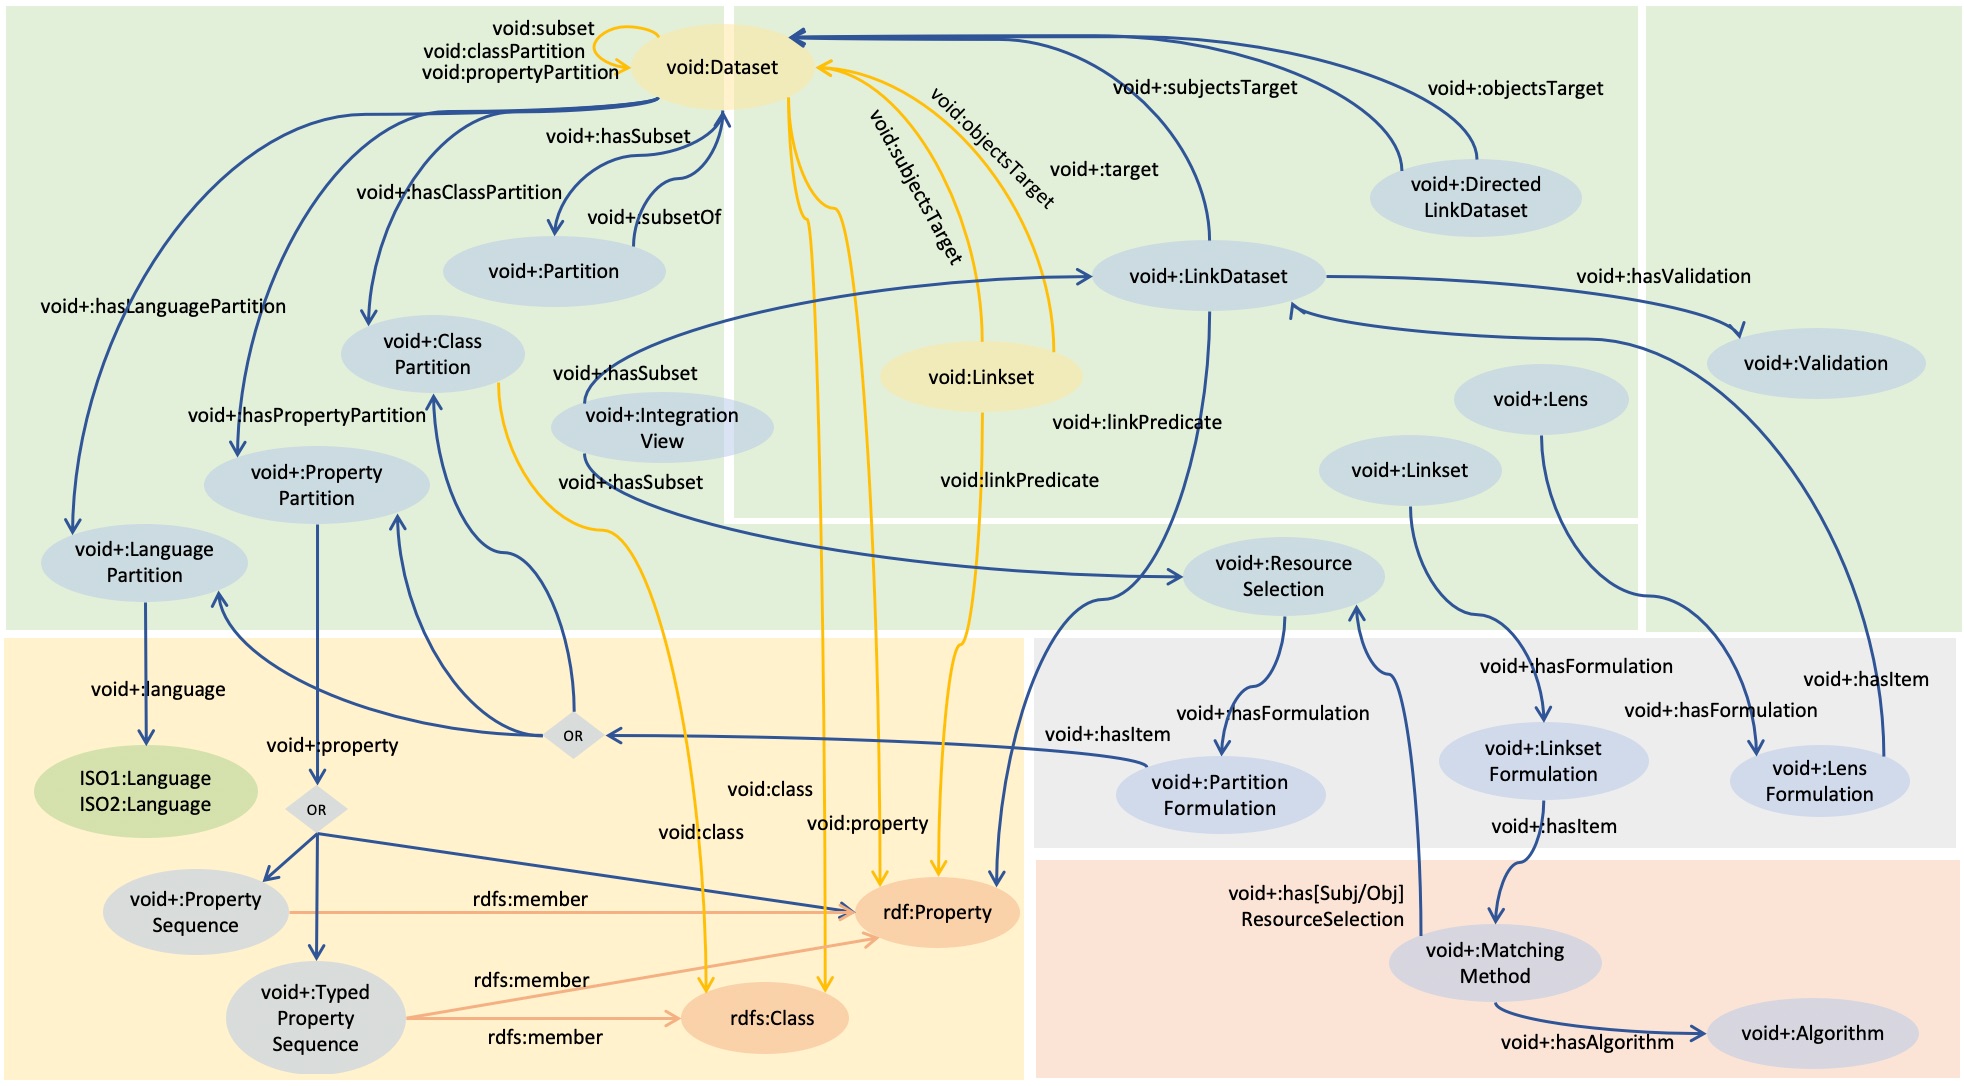 void:subset
void:classPartition
void:propertyPartition
void:Dataset
void+:subjectsTarget
void+:objectsTarget
void:objectsTarget
void:subjectsTarget
void+:hasSubset
void+:target
void+:hasClassPartition
void+:subsetOf
void+:Directed
LinkDataset
void+:Partition
void+:LinkDataset
void+:hasValidation
void+:hasLanguagePartition
void+:Class
Partition
void+:hasSubset
void:Linkset
void+:Validation
void+:Lens
void+:hasPropertyPartition
void+:Integration
View
void+:linkPredicate
void+:Property
Partition
void+:hasSubset
void:linkPredicate
void+:Linkset
void+:Language
Partition
void+:Resource
Selection
void+:language
void+:hasFormulation
void+:hasItem
void+:hasFormulation
void+:hasFormulation
void+:property
OR
void+:hasItem
void+:Linkset
Formulation
ISO1:Language
ISO2:Language
void:class
void+:Partition
Formulation
void+:Lens
Formulation
OR
void:class
void:property
void+:hasItem
void+:Property
Sequence
rdfs:member
rdf:Property
void+:has[Subj/Obj]
ResourceSelection
void+:Matching
Method
rdfs:member
void+:Typed
Property
Sequence
rdfs:Class
rdfs:member
void+:hasAlgorithm
void+:Algorithm